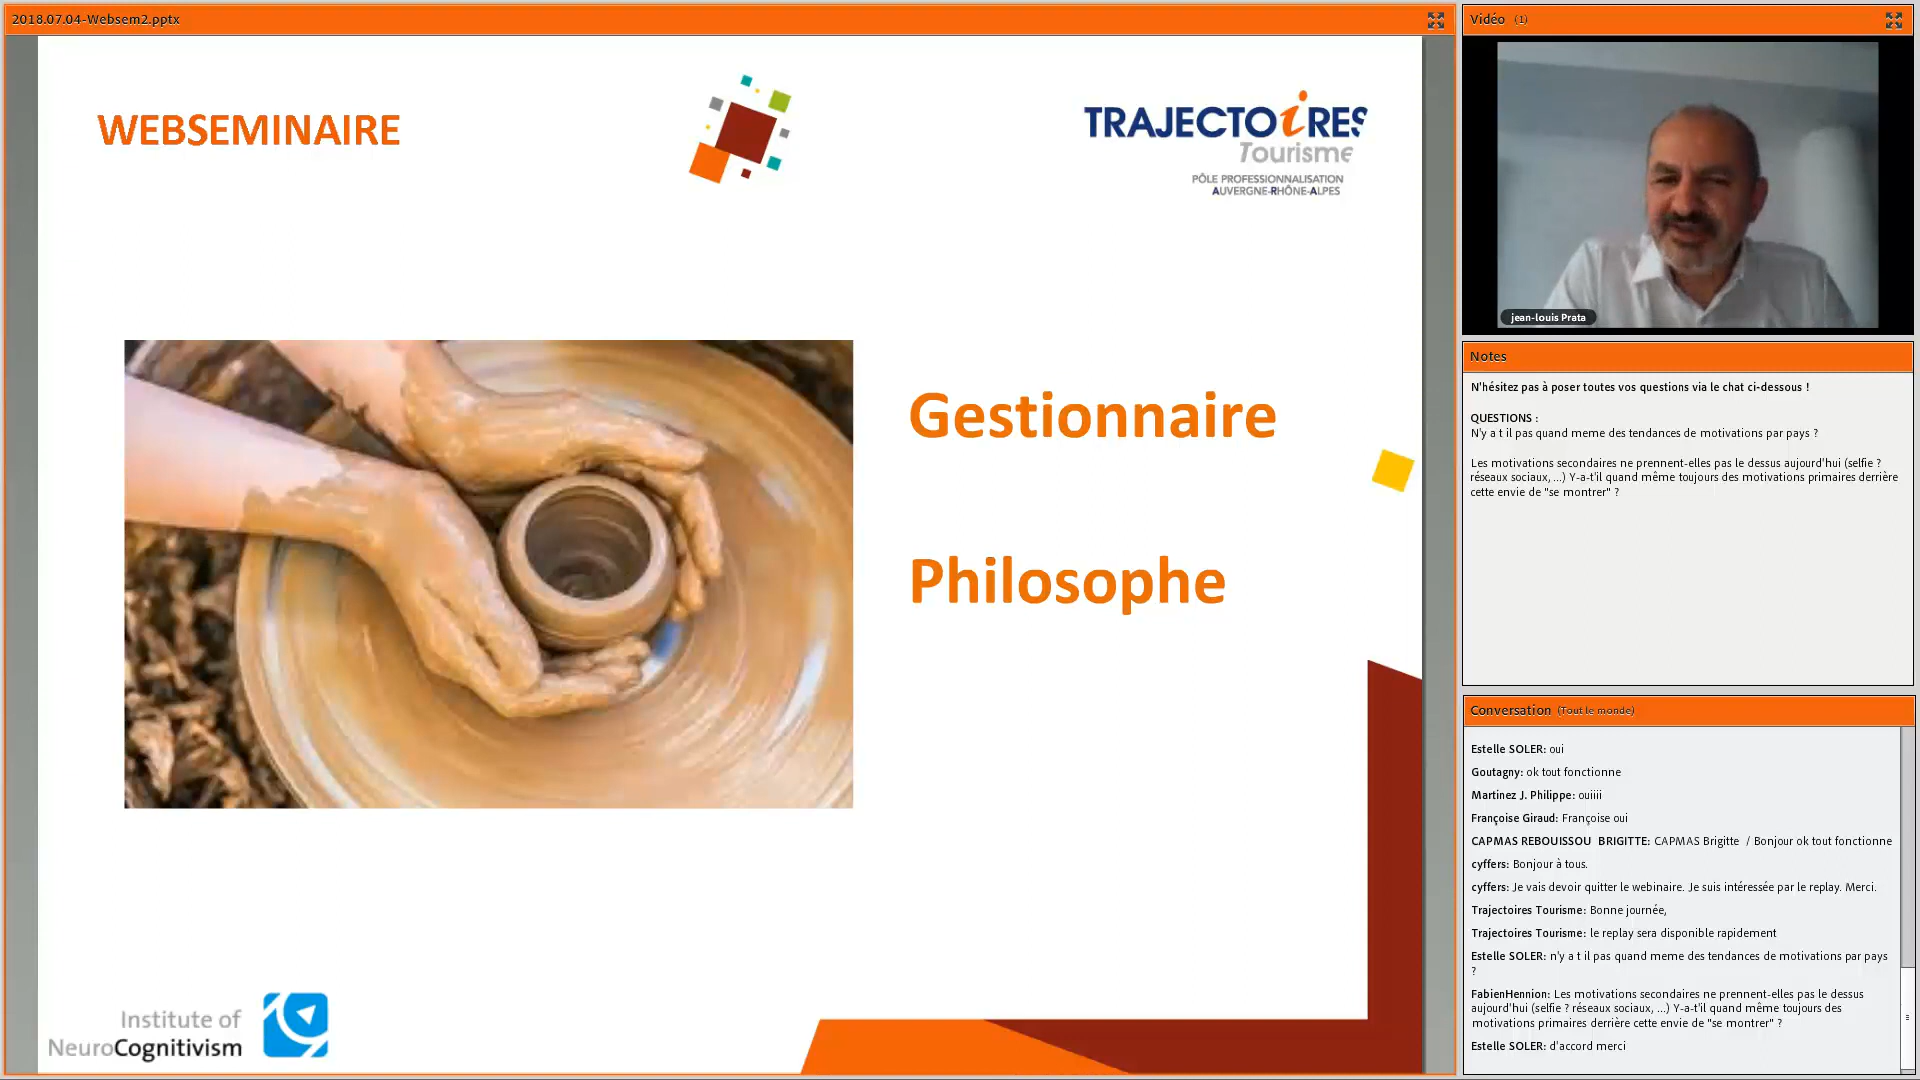 2018.07.04-Websem2.pptx
WEBSEMINAIRE
TRAJECTOiRES
Tourisme
PÔLE PROFESSIONNALISATION
AUVERGNE-RHÔNE-ALPES
Gestionnaire
Philosophe
Institute of
NeuroCognitivism
Vidéo (1)
jean-louis Prata
Notes
N'hésitez pas à poser toutes vos questions via le chat ci-dessous !
QUESTIONS :
N'y a t il pas quand meme des tendances de motivations par pays ?
Les motivations secondaires ne prennent-elles pas le dessus aujourd'hui (selfie ?
réseaux sociaux, ...) Y-a-t'il quand même toujours des motivations primaires derrière
cette envie de "se montrer" ?
Conversation (Tout le monde)
Estelle SOLER: oui
Goutagny: ok tout fonctionne
Martinez J. Philippe: ouiiii
Françoise Giraud: Françoise oui
CAPMAS REBOUISSOU BRIGITTE: CAPMAS Brigitte / Bonjour ok tout fonctionne
cyffers: Bonjour à tous.
cyffers: Je vais devoir quitter le webinaire. Je suis intéressée par le replay. Merci.
Trajectoires Tourisme: Bonne journée,
Trajectoires Tourisme: le replay sera disponible rapidement
Estelle SOLER: n'y a t il pas quand meme des tendances de motivations par pays
?
FabienHennion: Les motivations secondaires ne prennent-elles pas le dessus
aujourd'hui (selfie ? réseaux sociaux, ...) Y-a-t'il quand même toujours des
motivations primaires derrière cette envie de "se montrer" ?
Estelle SOLER: d'accord merci